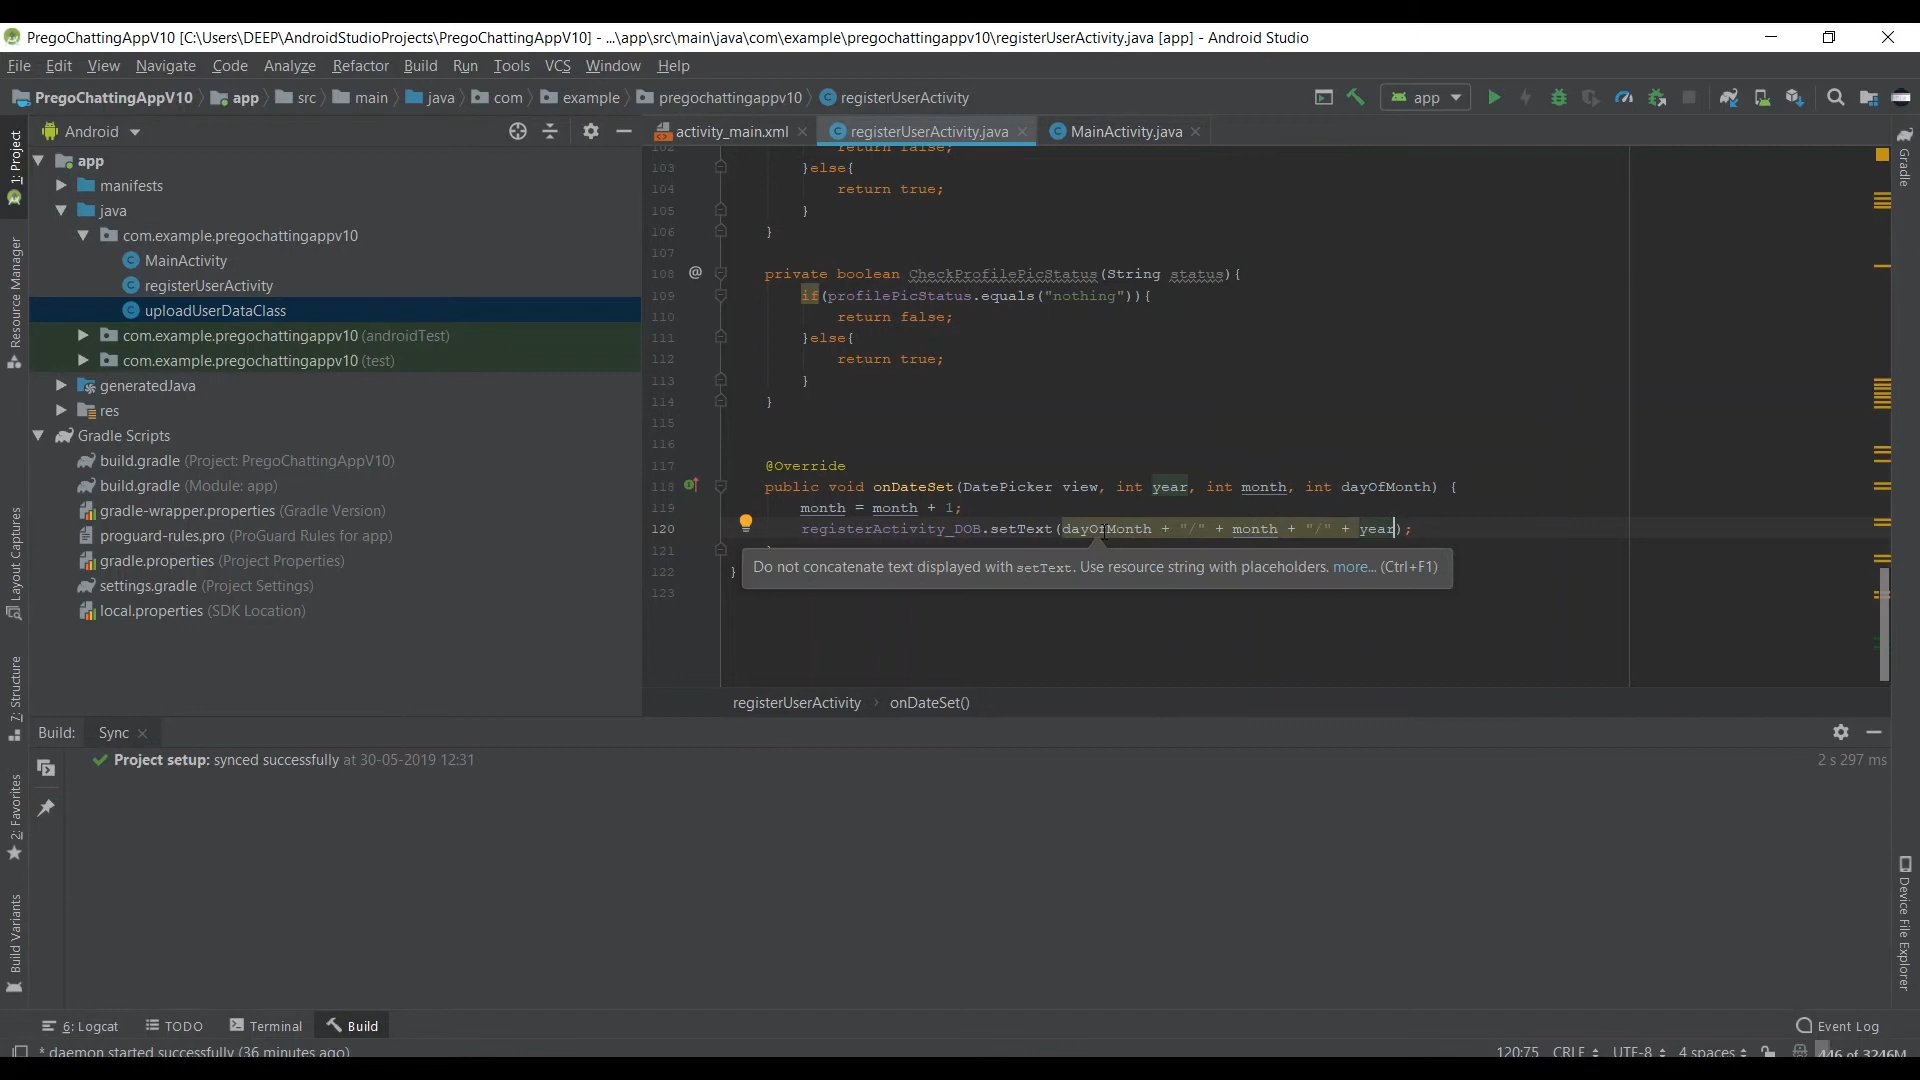 PregoChattingAppV10 [C:\Users\DEEP\AndroidStudioProjects\PregoChattingAppV10] - ...\app\src\main\java\com\example\pregochattingappv10\registerUserActivity.java [app] - Android Studio
File Edit View Navigate Code Analyze Refactor Build Run Tools VCS Window Help
PregoChattingAppV10 app src main java com example pregochattingappv10 registerUserActivity app
Android
activity_main.xml registerUserActivity.java MainActivity.java
1: Project
Resource Manager
Layout Captures
7: Structure
2: Favorites
Build Variants
app
manifests
java
com.example.pregochattingappv10
MainActivity
registerUserActivity
uploadUserDataClass
com.example.pregochattingappv10 (androidTest)
com.example.pregochattingappv10 (test)
generatedJava
res
Gradle Scripts
build.gradle (Project: PregoChattingAppV10)
build.gradle (Module: app)
gradle-wrapper.properties (Gradle Version)
proguard-rules.pro (ProGuard Rules for app)
gradle.properties (Project Properties)
settings.gradle (Project Settings)
local.properties (SDK Location)
102 return false;
103 }else{
104 return true;
105 }
106 }
107
108 @ private boolean CheckProfilePicStatus(String status){
109 if(profilePicStatus.equals("nothing")){
110 return false;
111 }else{
112 return true;
113 }
114 }
115
116
117 @Override
118 public void onDateSet(DatePicker view, int year, int month, int dayOfMonth) {
119 month = month + 1;
120 registerActivity_DOB.setText(dayOfMonth + "/" + month + "/" + year);
121
Do not concatenate text displayed with setText. Use resource string with placeholders. more... (Ctrl+F1)
122 }
123
registerUserActivity onDateSet()
Gradle
Device File Explorer
Build: Sync
Project setup: synced successfully at 30-05-2019 12:31 2 s 297 ms
6: Logcat TODO Terminal Build Event Log
* daemon started successfully (36 minutes ago) 120:75 CRLF UTF-8 4 spaces 446 of 3246M